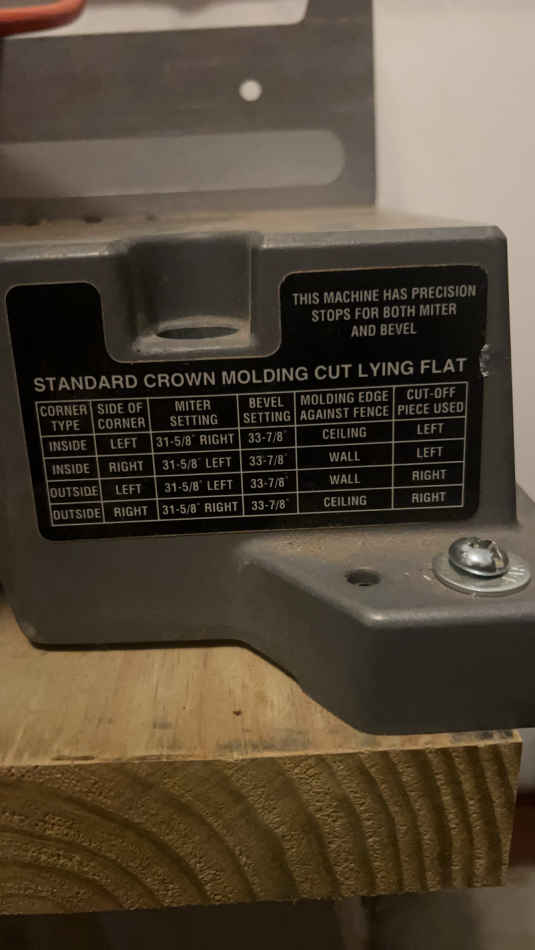 THIS MACHINE HAS PRECISION
STOPS FOR BOTH MITER
AND BEVEL
STANDARD CROWN MOLDING CUT LYING FLAT
CORNER TYPE SIDE OF CORNER MITER SETTING BEVEL SETTING MOLDING EDGE AGAINST FENCE CUT-OFF PIECE USED
INSIDE LEFT 31-5/8° RIGHT 33-7/8° CEILING LEFT
INSIDE RIGHT 31-5/8° LEFT 33-7/8° WALL LEFT
OUTSIDE LEFT 31-5/8° LEFT 33-7/8° WALL RIGHT
OUTSIDE RIGHT 31-5/8° RIGHT 33-7/8° CEILING RIGHT